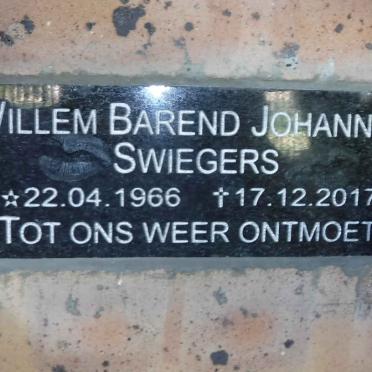 WILLEM BAREND JOHANN
SWIEGERS
☆22.04.1966 ✝17.12.2017
TOT ONS WEER ONTMOET